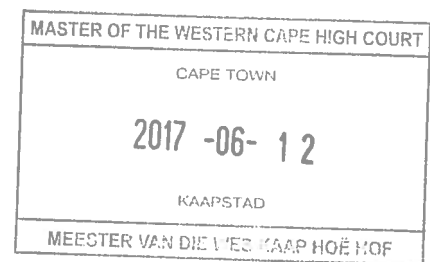 MASTER OF THE WESTERN CAPE HIGH COURT
CAPE TOWN
2017 -06- 12
KAAPSTAD
MEESTER VAN DIE WES KAAP HOË HOF